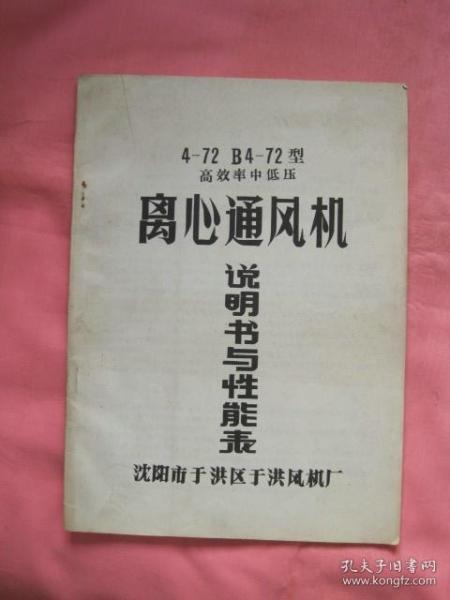 4-72 B4-72型
高效率中低压
离心通风机
说明书与性能表
沈阳市于洪区于洪风机厂
孔夫子旧书网
www.kongfz.com